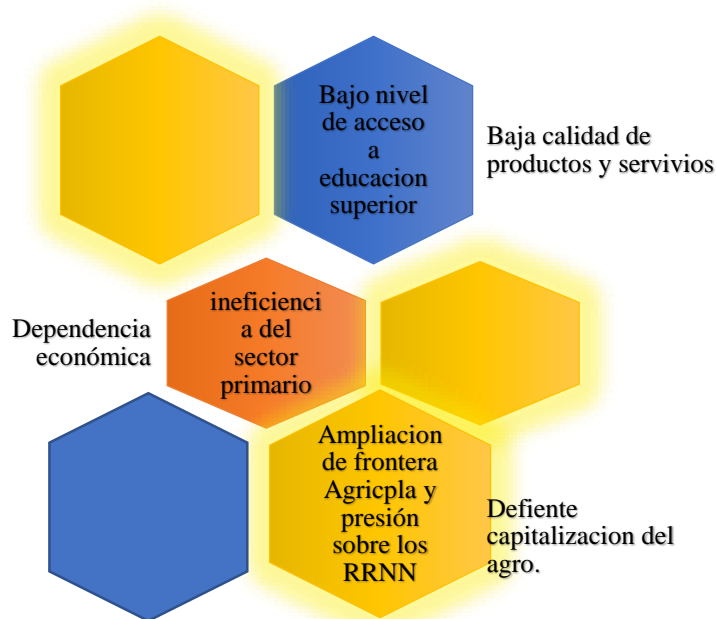 Bajo nivel
de acceso
a
educacion
superior
Baja calidad de
productos y servivios
Dependencia
económica
ineficienci
a del
sector
primario
Ampliacion
de frontera
Agricpla y
presión
sobre los
RRNN
Defiente
capitalizacion del
agro.